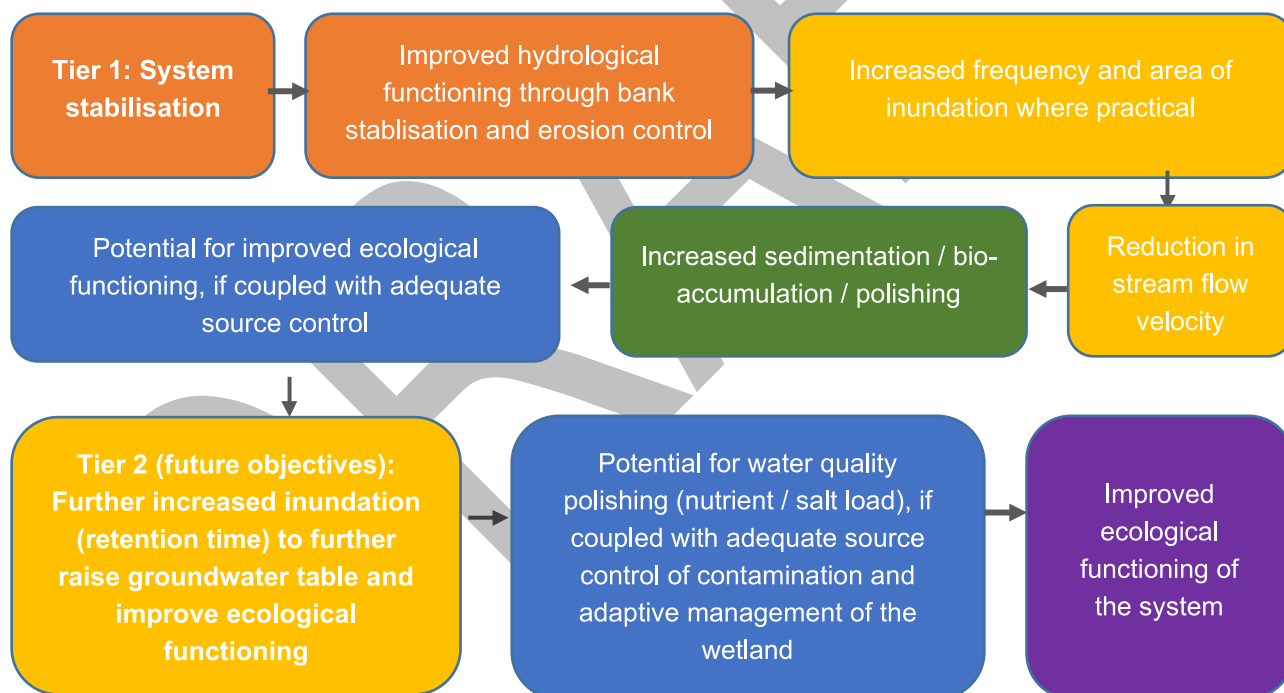 Tier 1: System
stabilisation
Improved hydrological
functioning through bank
stablisation and erosion control
Increased frequency and area of
inundation where practical
Reduction in
stream flow
velocity
Increased sedimentation / bio-
accumulation / polishing
Potential for improved ecological
functioning, if coupled with adequate
source control
Tier 2 (future objectives):
Further increased inundation
(retention time) to further
raise groundwater table and
improve ecological
functioning
Potential for water quality
polishing (nutrient / salt load), if
coupled with adequate source
control of contamination and
adaptive management of the
wetland
Improved
ecological
functioning of
the system